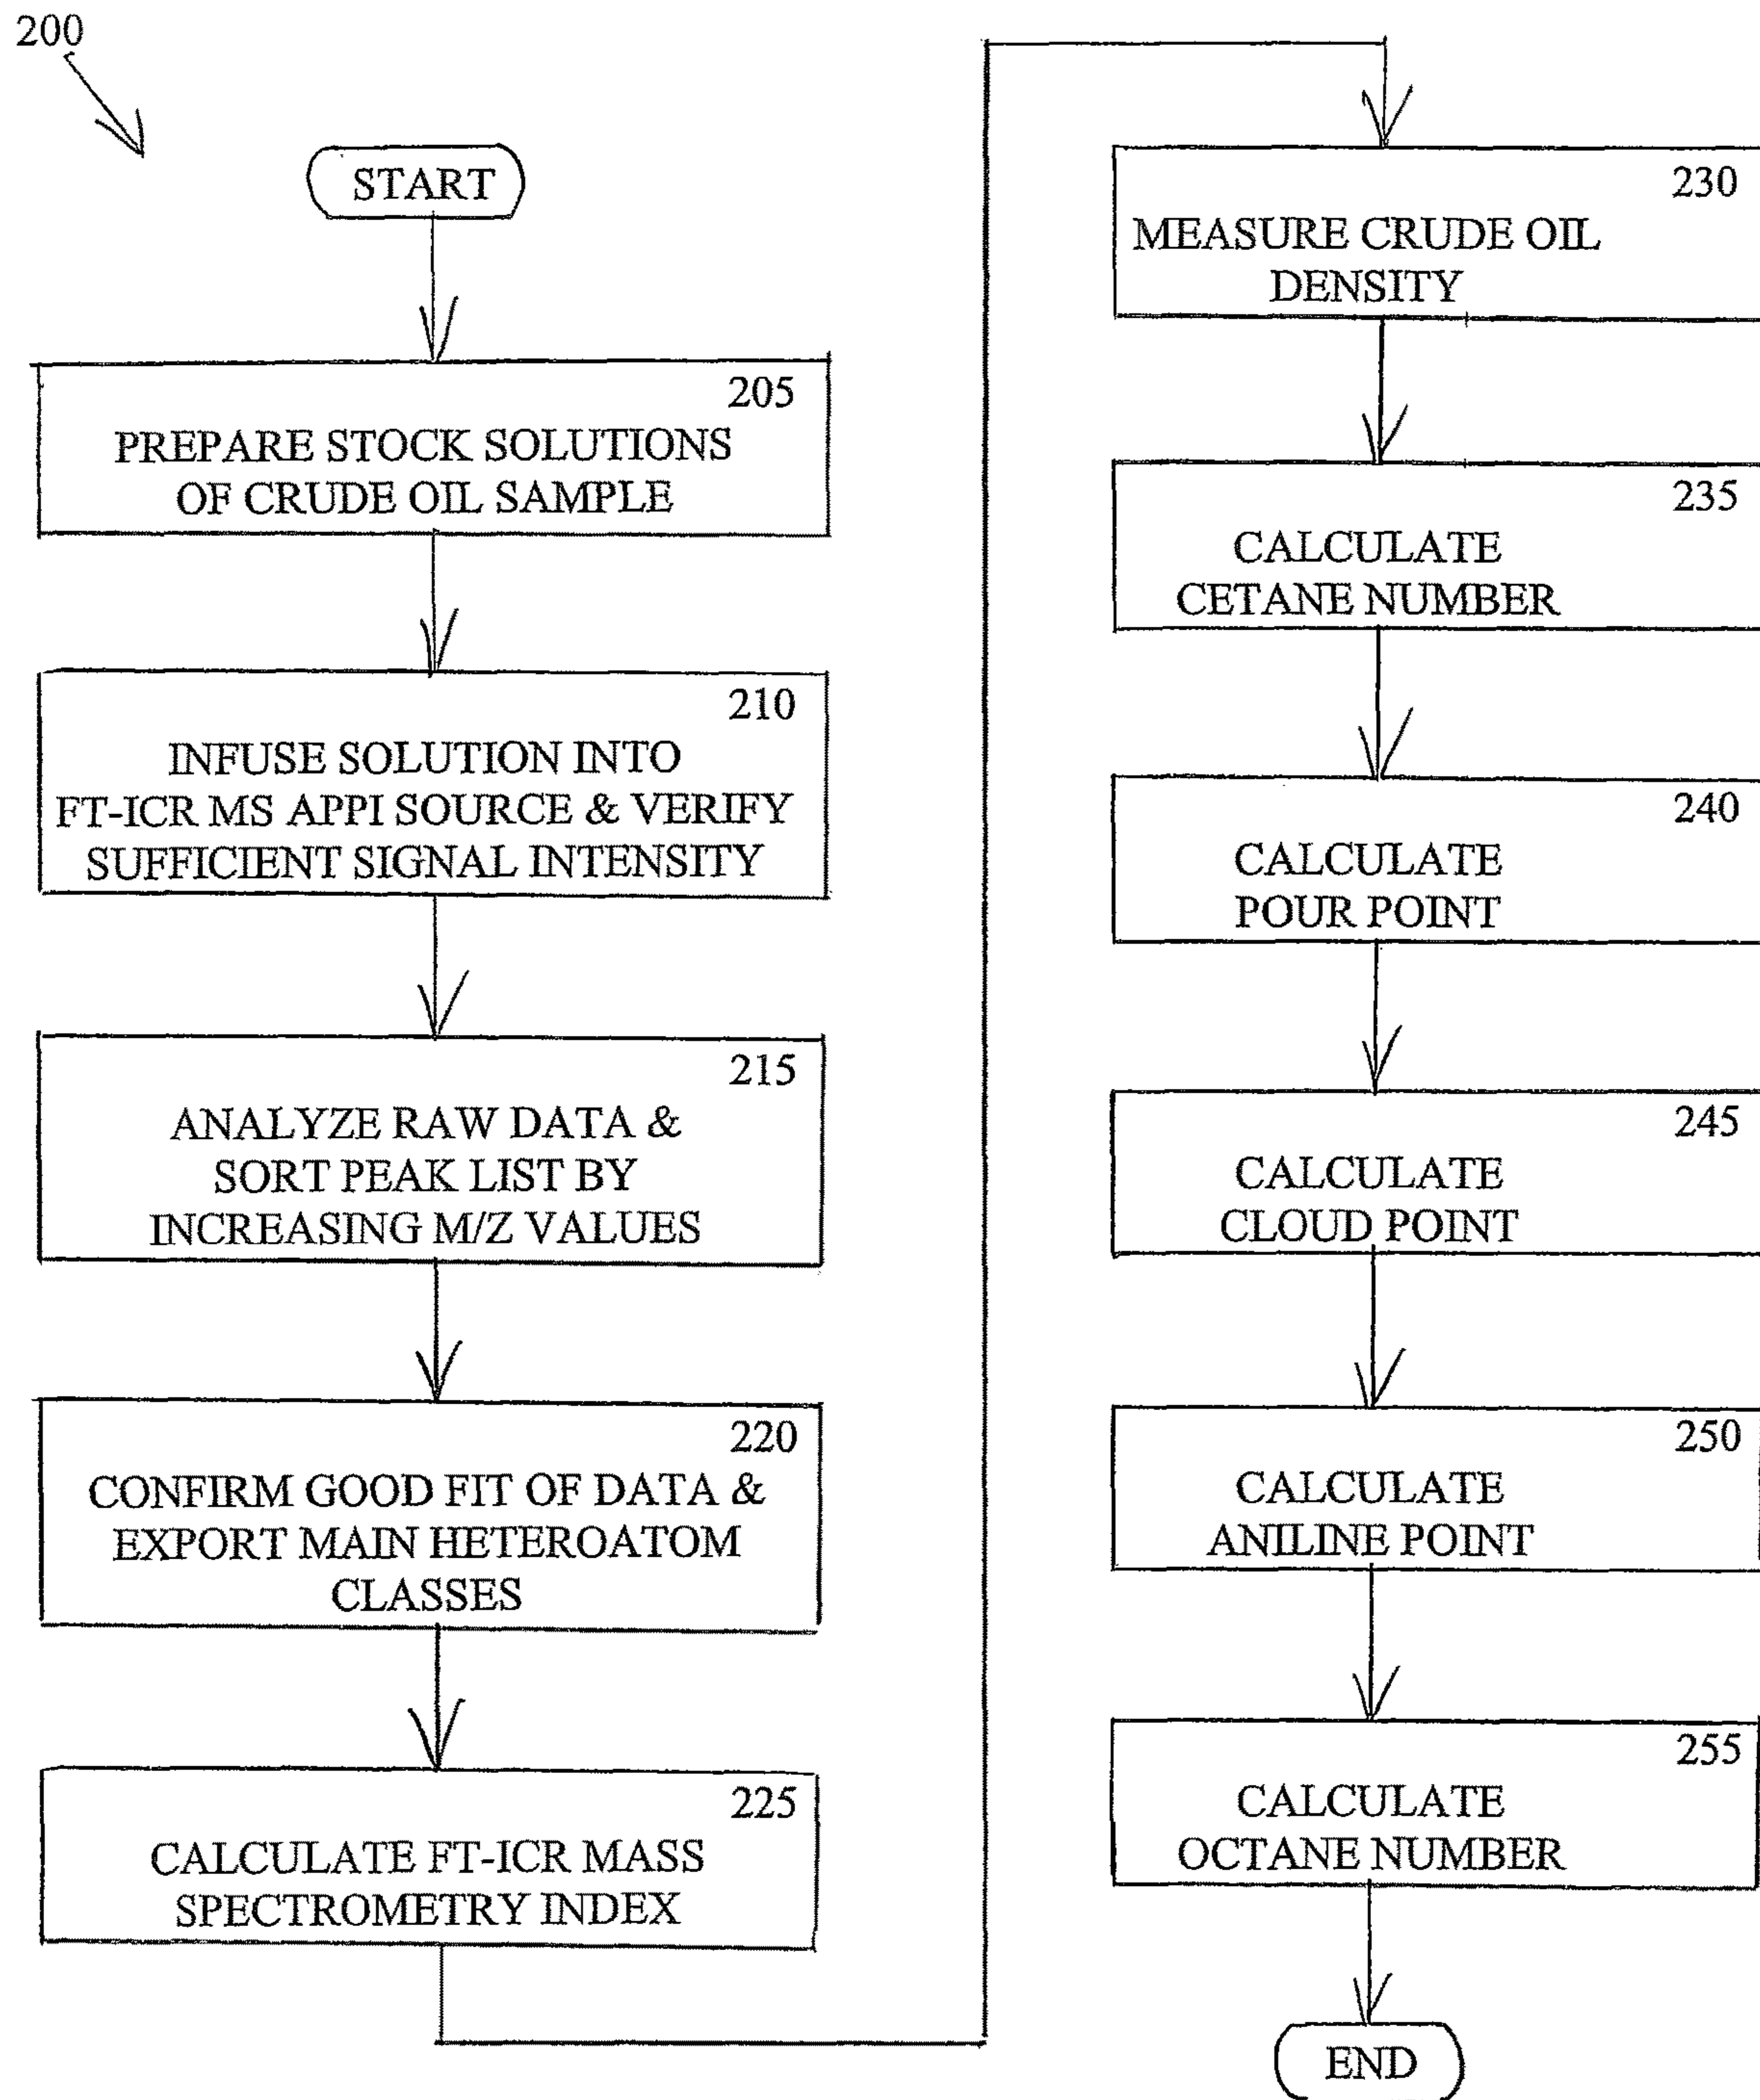 200
START
205
PREPARE STOCK SOLUTIONS
OF CRUDE OIL SAMPLE
210
INFUSE SOLUTION INTO
FT-ICR MS APPI SOURCE & VERIFY
SUFFICIENT SIGNAL INTENSITY
215
ANALYZE RAW DATA &
SORT PEAK LIST BY
INCREASING M/Z VALUES
220
CONFIRM GOOD FIT OF DATA &
EXPORT MAIN HETEROATOM
CLASSES
225
CALCULATE FT-ICR MASS
SPECTROMETRY INDEX
230
MEASURE CRUDE OIL
DENSITY
235
CALCULATE
CETANE NUMBER
240
CALCULATE
POUR POINT
245
CALCULATE
CLOUD POINT
250
CALCULATE
ANILINE POINT
255
CALCULATE
OCTANE NUMBER
END